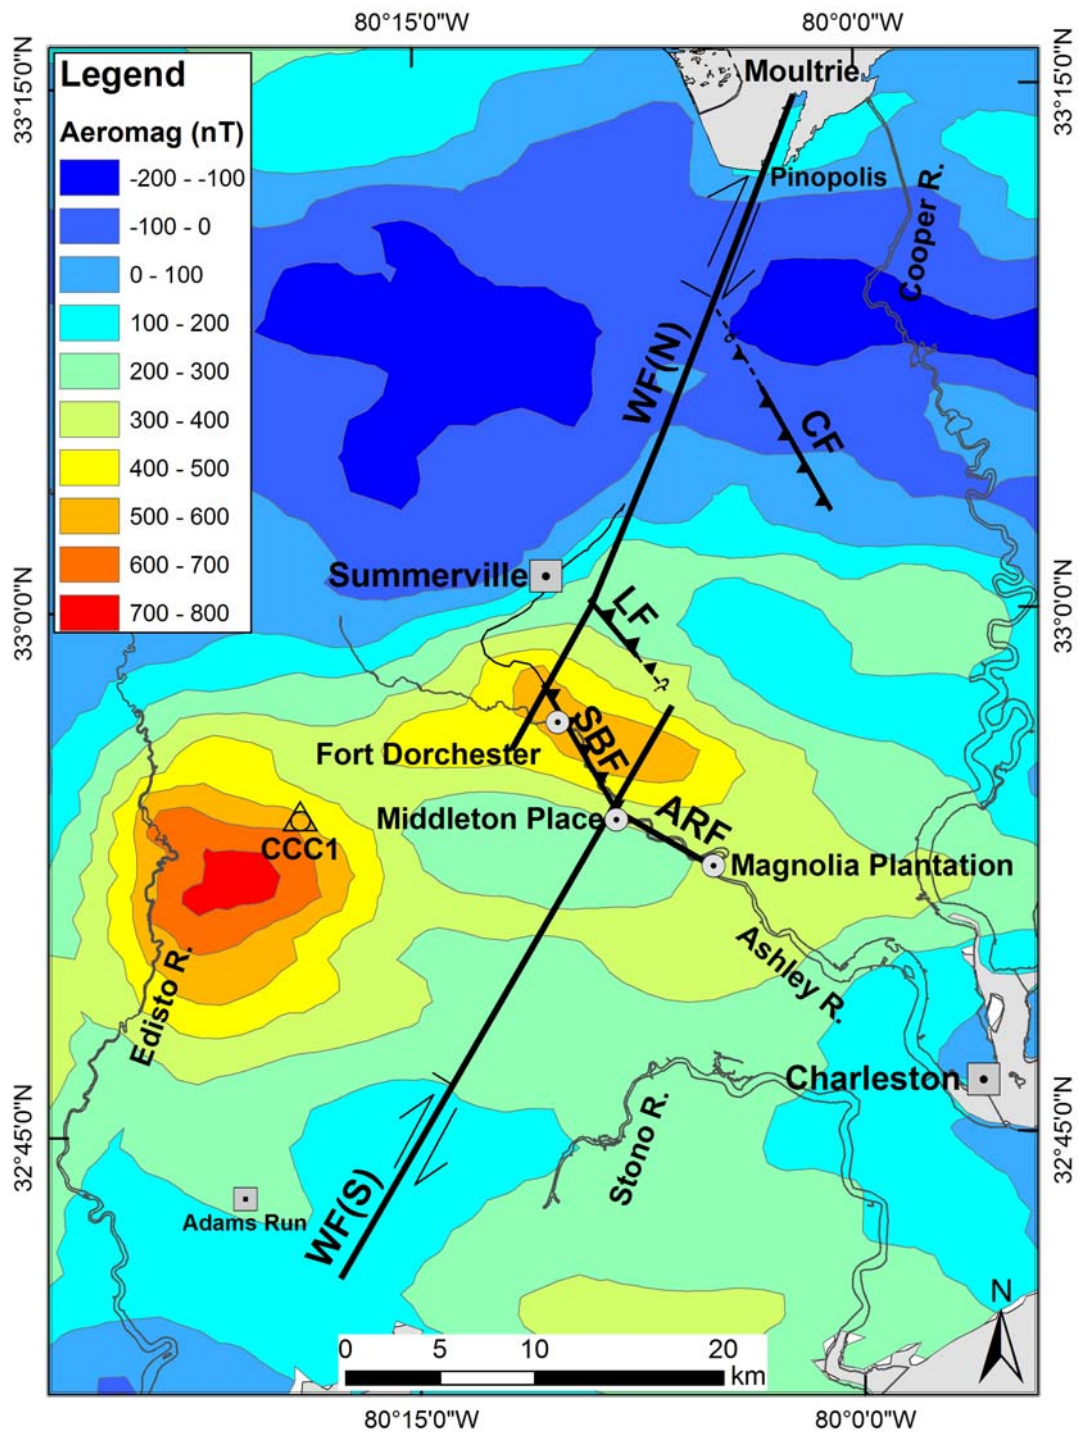 80°15'0"W
80°0'0"W
33°15'0"N
33°15'0"N
Legend
Aeromag (nT)
-200 - -100
-100 - 0
0 - 100
100 - 200
200 - 300
300 - 400
400 - 500
500 - 600
600 - 700
700 - 800
Moultrie
Pinopolis
Cooper R.
?
WF(N)
CF
33°0'0"N
33°0'0"N
Summerville
LF
?
SBF
Fort Dorchester
Middleton Place
ARF
CCC1
Magnolia Plantation
Ashley R.
Edisto R.
Charleston
Stono R.
32°45'0"N
32°45'0"N
WF(S)
Adams Run
N
0 5 10 20
km
80°15'0"W
80°0'0"W